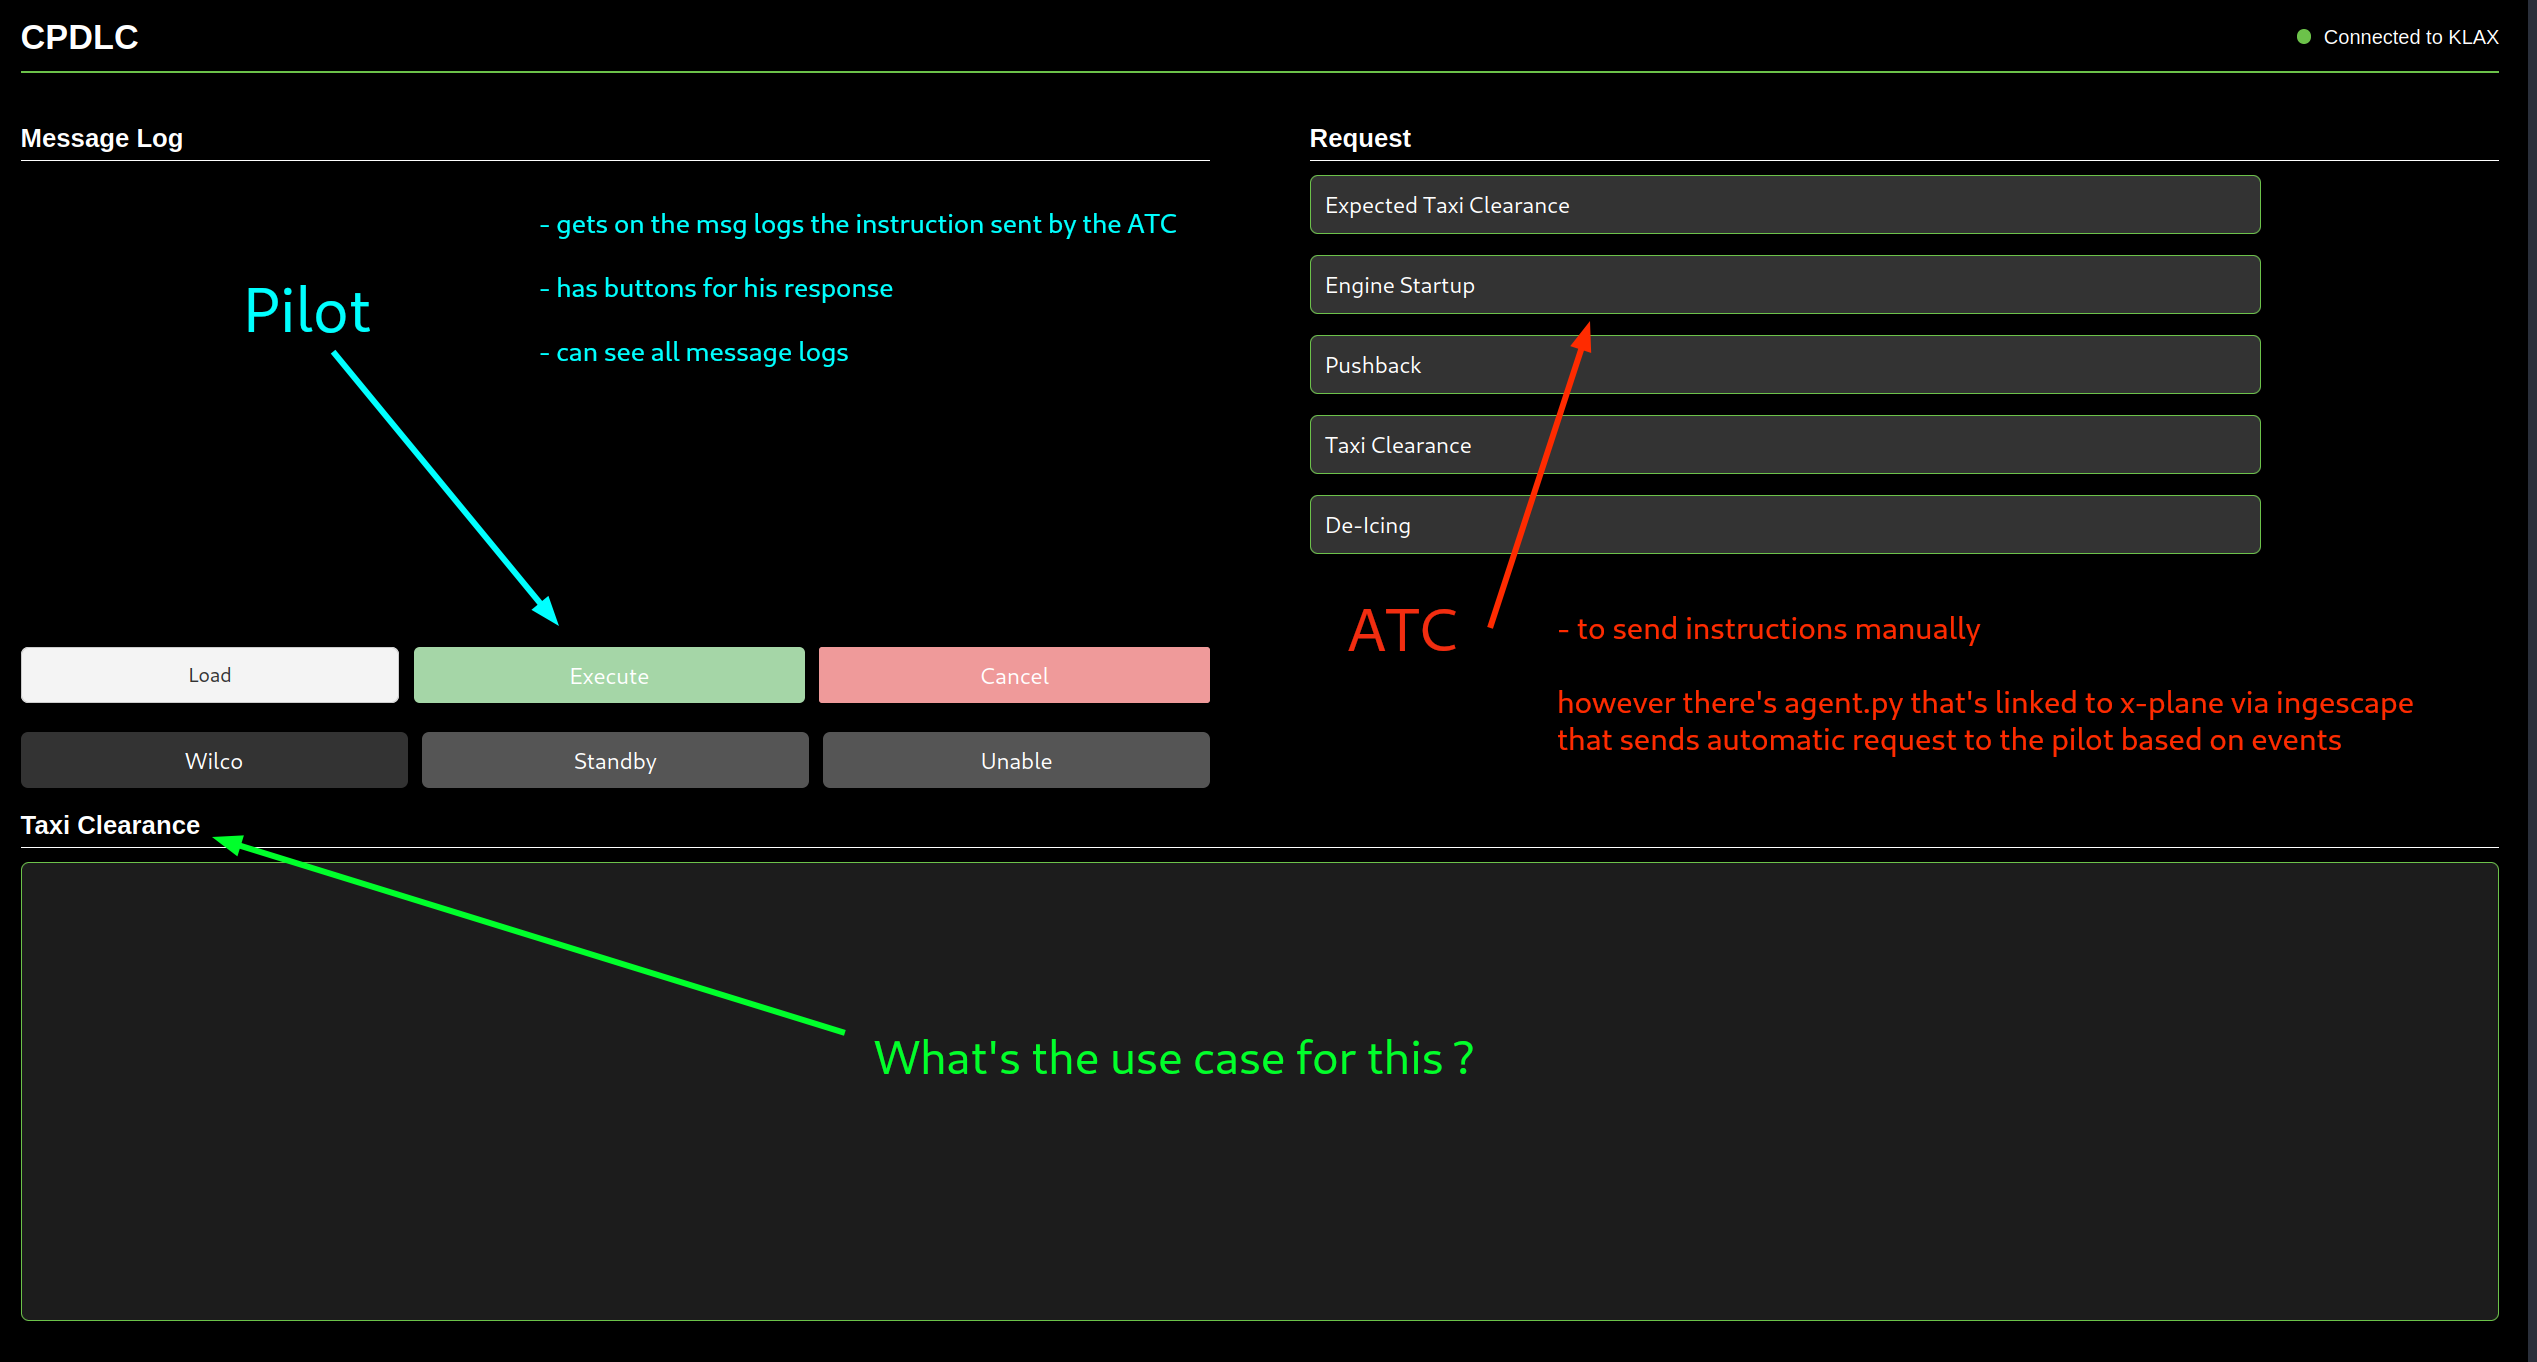 CPDLC
Connected to KLAX
Message Log
- gets on the msg logs the instruction sent by the ATC
Pilot
- has buttons for his response
- can see all message logs
Load
Execute
Cancel
Wilco
Standby
Unable
Request
Expected Taxi Clearance
Engine Startup
Pushback
Taxi Clearance
De-Icing
ATC
- to send instructions manually
however there's agent.py that's linked to x-plane via ingescape
that sends automatic request to the pilot based on events
Taxi Clearance
What's the use case for this ?